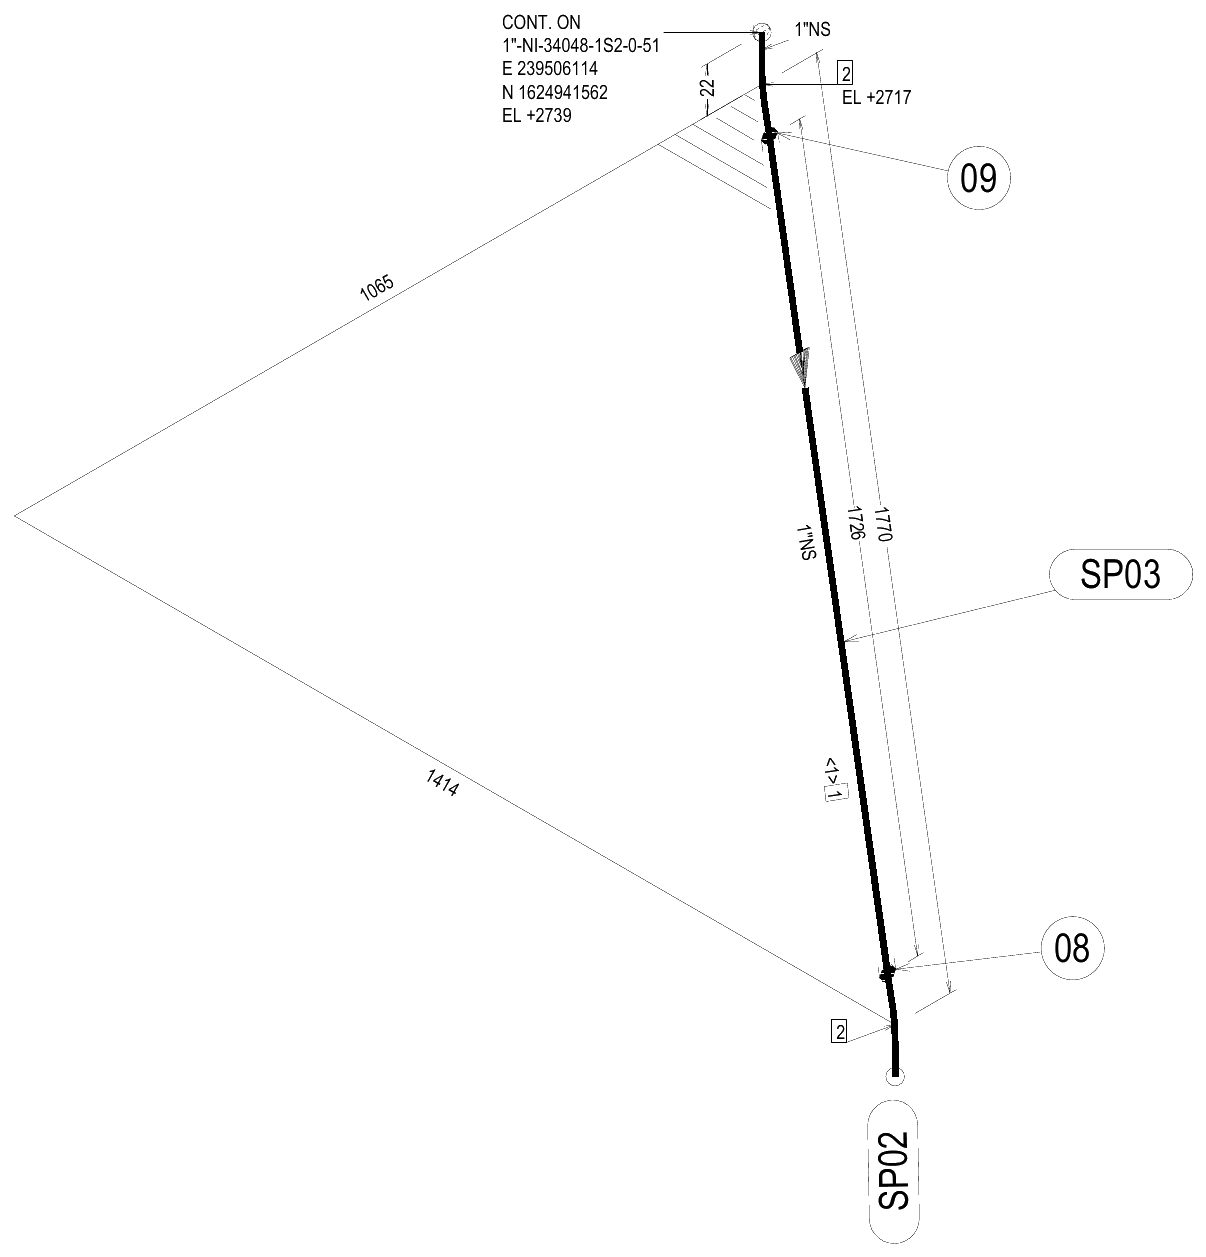 CONT. ON
1"-NI-34048-1S2-0-51
E 239506114
N 1624941562
EL +2739
1"NS
22
2
EL +2717
09
1065
1726
1770
1"NS
SP03
1414
<1>
1
08
2
SP02